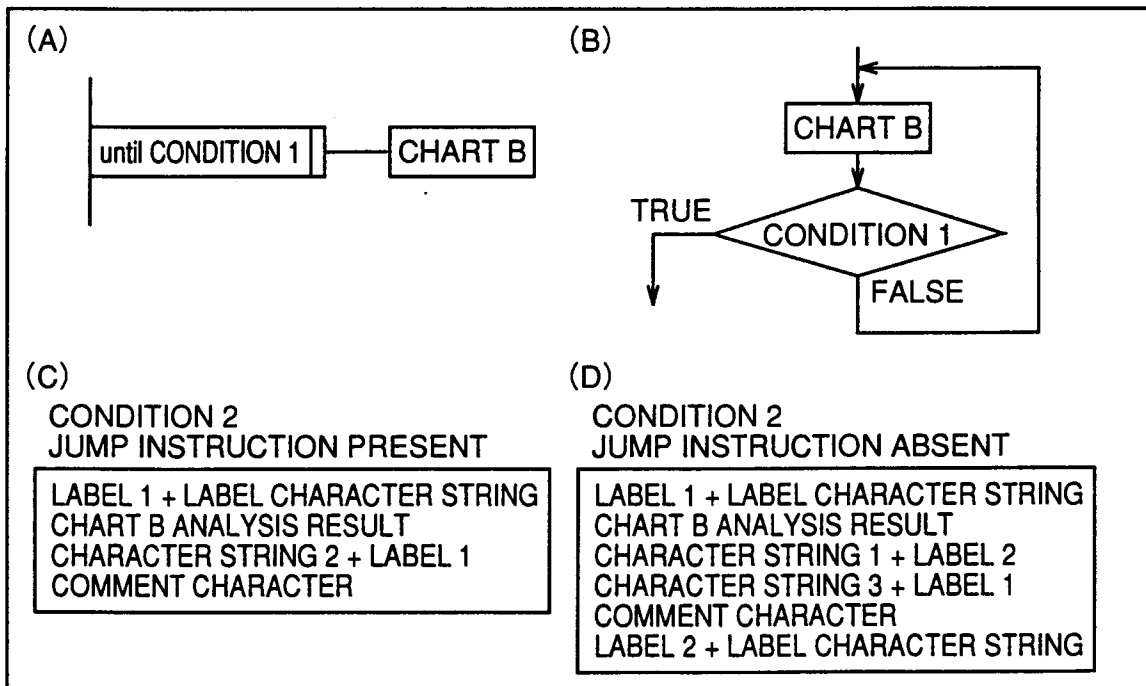 (A)
until CONDITION 1
CHART B
(B)
CHART B
TRUE
CONDITION 1
FALSE
(C)
CONDITION 2
JUMP INSTRUCTION PRESENT
LABEL 1 + LABEL CHARACTER STRING
CHART B ANALYSIS RESULT
CHARACTER STRING 2 + LABEL 1
COMMENT CHARACTER
(D)
CONDITION 2
JUMP INSTRUCTION ABSENT
LABEL 1 + LABEL CHARACTER STRING
CHART B ANALYSIS RESULT
CHARACTER STRING 1 + LABEL 2
CHARACTER STRING 3 + LABEL 1
COMMENT CHARACTER
LABEL 2 + LABEL CHARACTER STRING